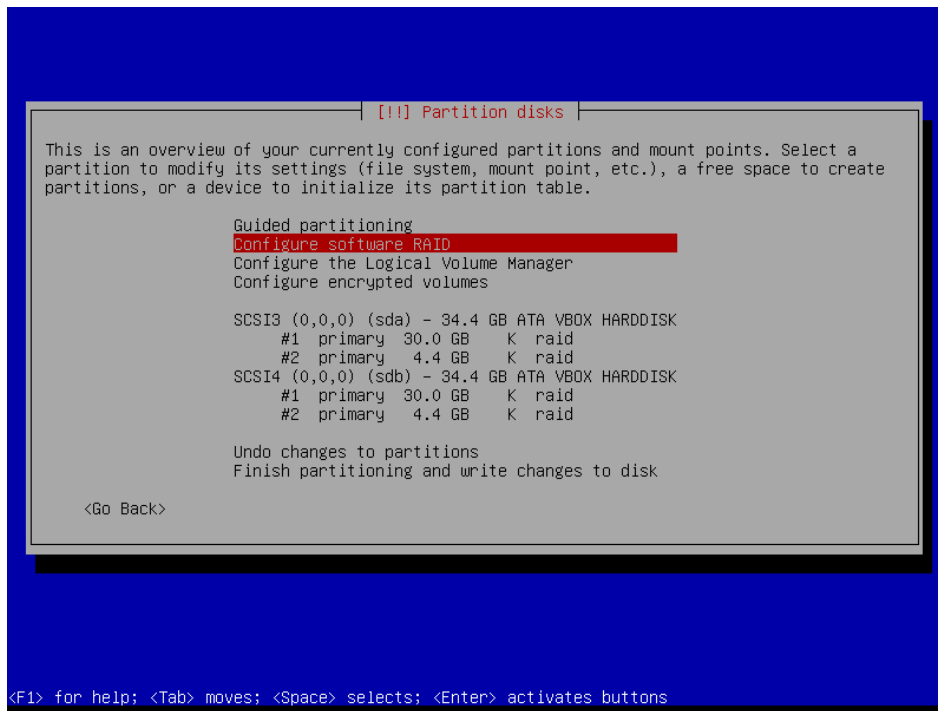 [!!] Partition disks
This is an overview of your currently configured partitions and mount points. Select a
partition to modify its settings (file system, mount point, etc.), a free space to create
partitions, or a device to initialize its partition table.
Guided partitioning
Configure software RAID
Configure the Logical Volume Manager
Configure encrypted volumes
SCSI3 (0,0,0) (sda) – 34.4 GB ATA VBOX HARDDISK
#1 primary 30.0 GB K raid
#2 primary 4.4 GB K raid
SCSI4 (0,0,0) (sdb) – 34.4 GB ATA VBOX HARDDISK
#1 primary 30.0 GB K raid
#2 primary 4.4 GB K raid
Undo changes to partitions
Finish partitioning and write changes to disk
<Go Back>
<F1> for help; <Tab> moves; <Space> selects; <Enter> activates buttons